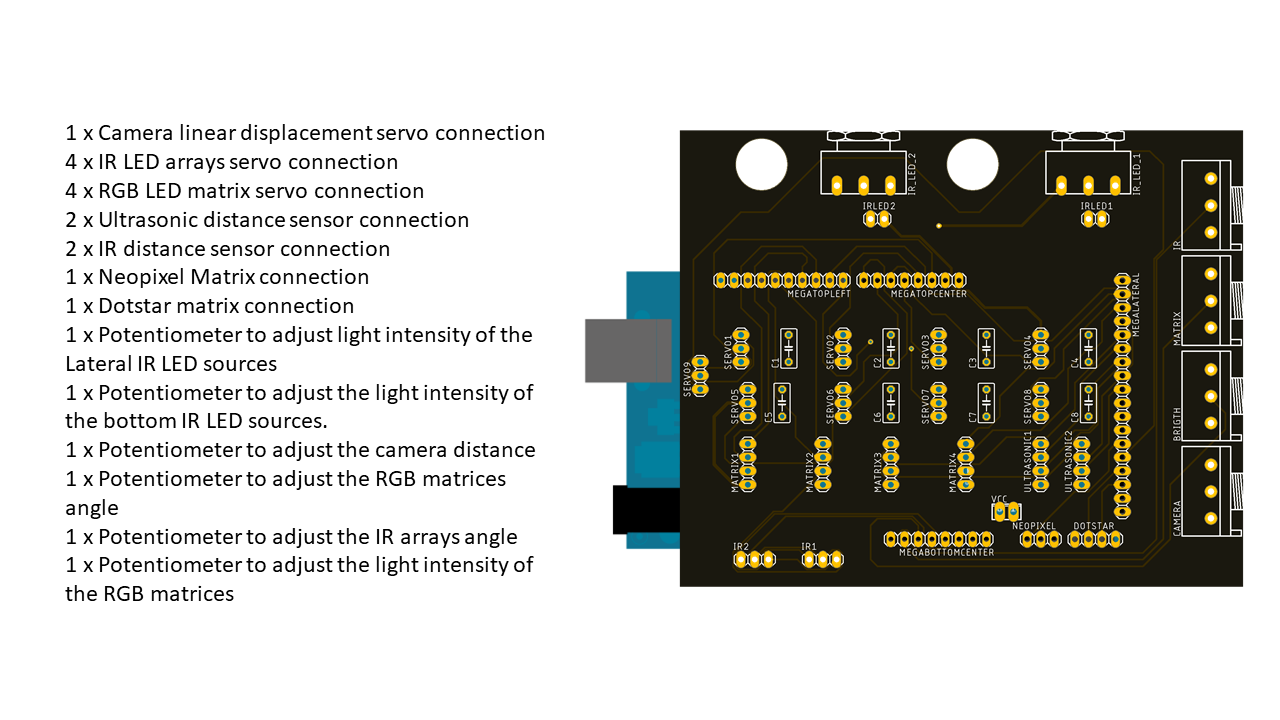 1 x Camera linear displacement servo connection
4 x IR LED arrays servo connection
4 x RGB LED matrix servo connection
2 x Ultrasonic distance sensor connection
2 x IR distance sensor connection
1 x Neopixel Matrix connection
1 x Dotstar matrix connection
1 x Potentiometer to adjust light intensity of the
Lateral IR LED sources
1 x Potentiometer to adjust the light intensity of
the bottom IR LED sources.
1 x Potentiometer to adjust the camera distance
1 x Potentiometer to adjust the RGB matrices
angle
1 x Potentiometer to adjust the IR arrays angle
1 x Potentiometer to adjust the light intensity of
the RGB matrices
IR_LED_2
IR_LED_1
IRLED2
IRLED1
IR
MEGATOPLEFT
MEGATOPCENTER
MEGALATERAL
MATRIX
SERVO9
SERVO1
C1
SERVO2
C2
SERVO3
C3
SERVO4
C4
SERVO5
C5
SERVO6
C6
SERVO7
C7
SERVO8
C8
BRIGTH
MATRIX1
MATRIX2
MATRIX3
MATRIX4
ULTRASONIC1
ULTRASONIC2
VCC
CAMERA
NEOPIXEL
DOTSTAR
IR2
IR1
MEGABOTTOMCENTER